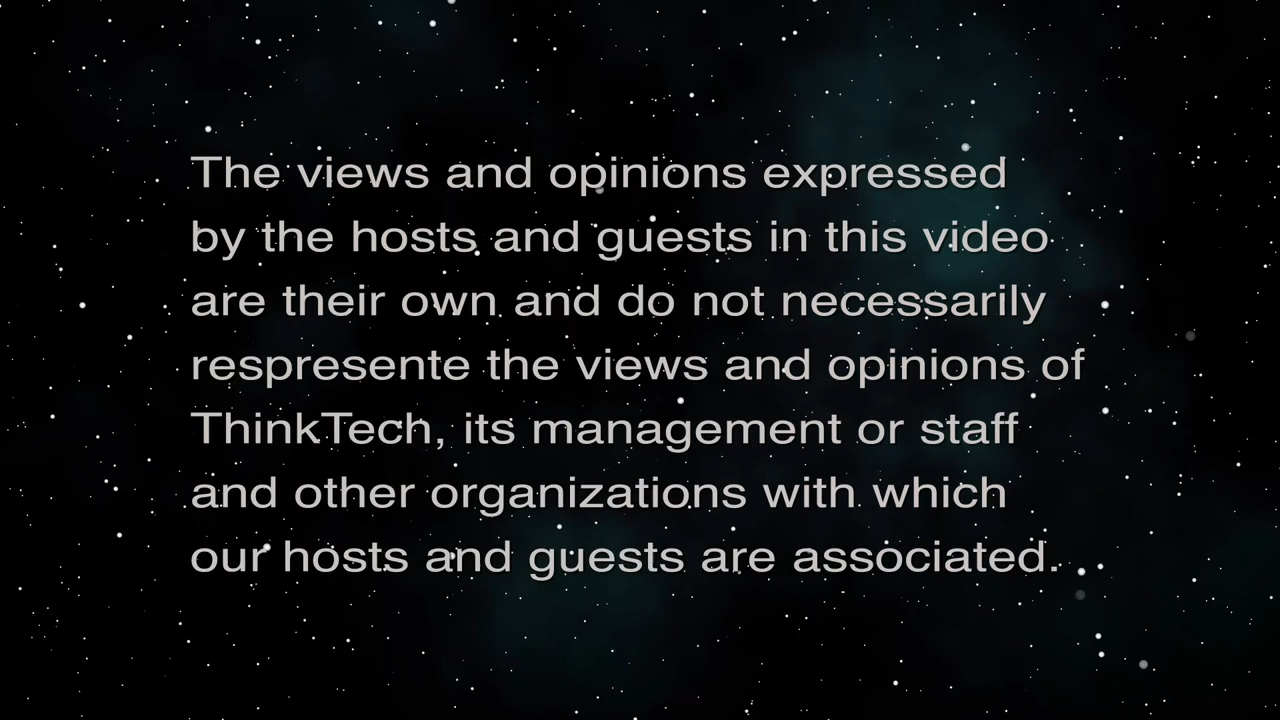 The views and opinions expressed
by the hosts and guests in this video
are their own and do not necessarily
respresente the views and opinions of
ThinkTech, its management or staff
and other organizations with which
our hosts and guests are associated.